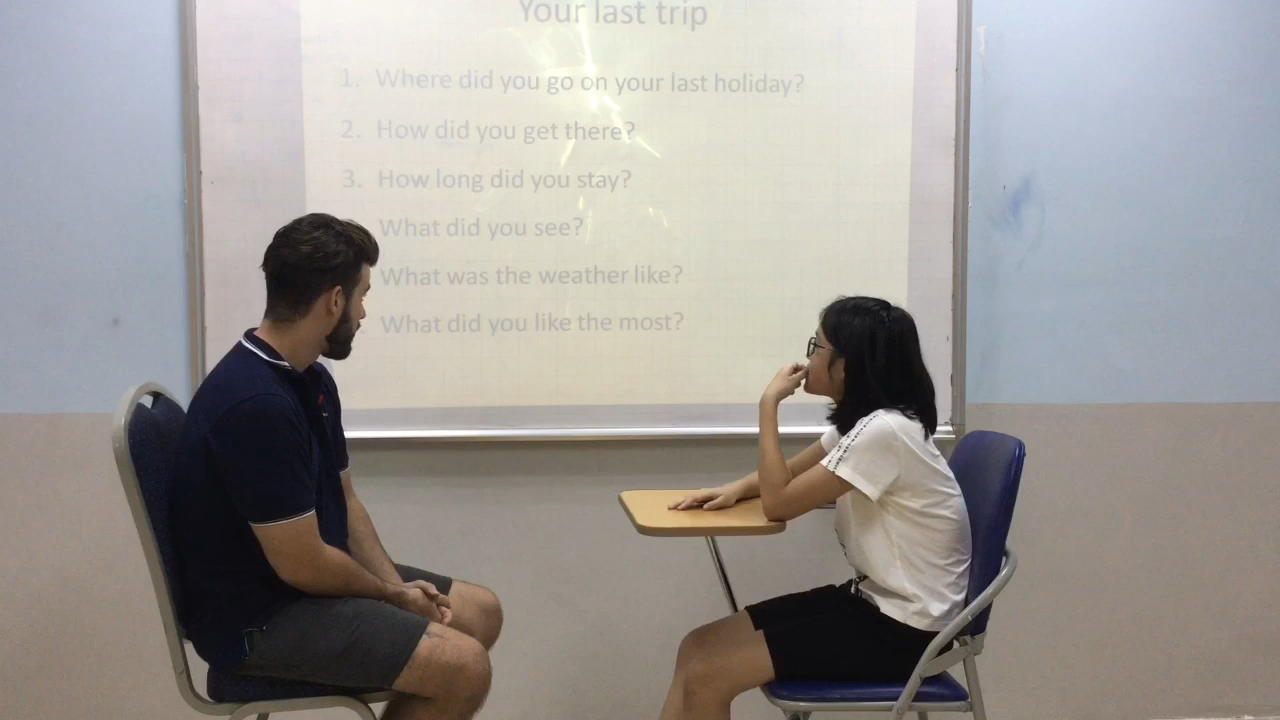 Your last trip
1. Where did you go on your last holiday?
2. How did you get there?
3. How long did you stay?
What did you see?
What was the weather like?
What did you like the most?